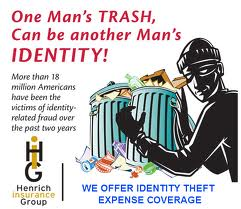 One Man's TRASH,
Can be another Man's
IDENTITY!
More than 18
million Americans
have been the
victims of identity-
related fraud over
the past two years
H
I
G
Henrich
insurance
Group
WE OFFER IDENTITY THEFT
EXPENSE COVERAGE